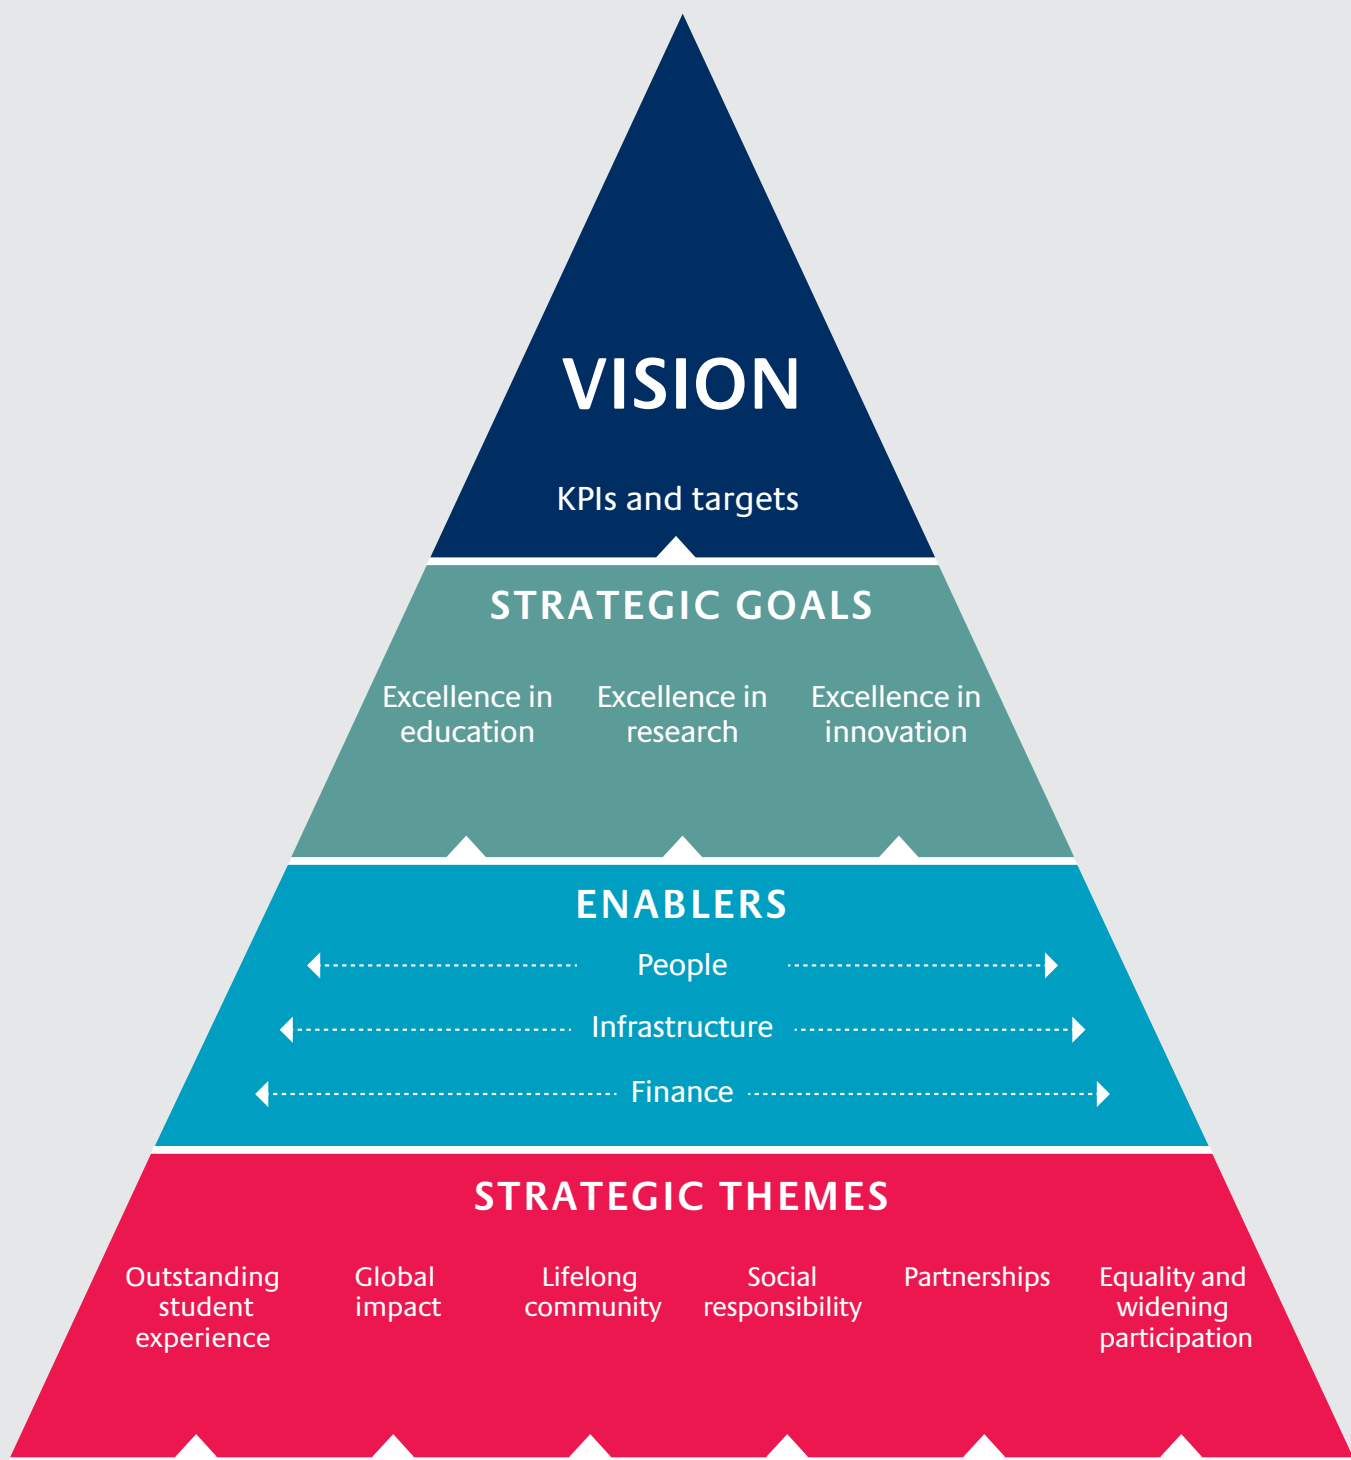 VISION
KPIs and targets
STRATEGIC GOALS
Excellence in
education
Excellence in
research
Excellence in
innovation
ENABLERS
People
Infrastructure
Finance
STRATEGIC THEMES
Outstanding
student
experience
Global
impact
Lifelong
community
Social
responsibility
Partnerships
Equality and
widening
participation